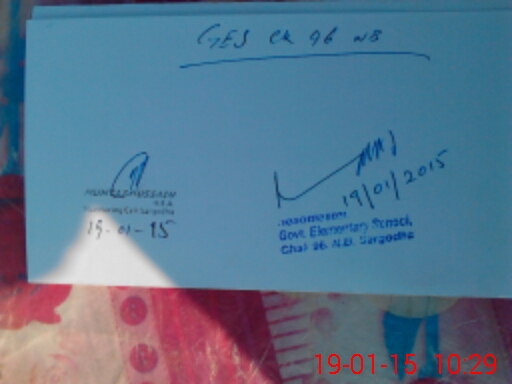 GES CK 96 NB
HUSSAIN
19-01-15
19/01/2015
Govt. Elementary School,
Chak 96. N.B. Sargodha
19-01-15 10:29